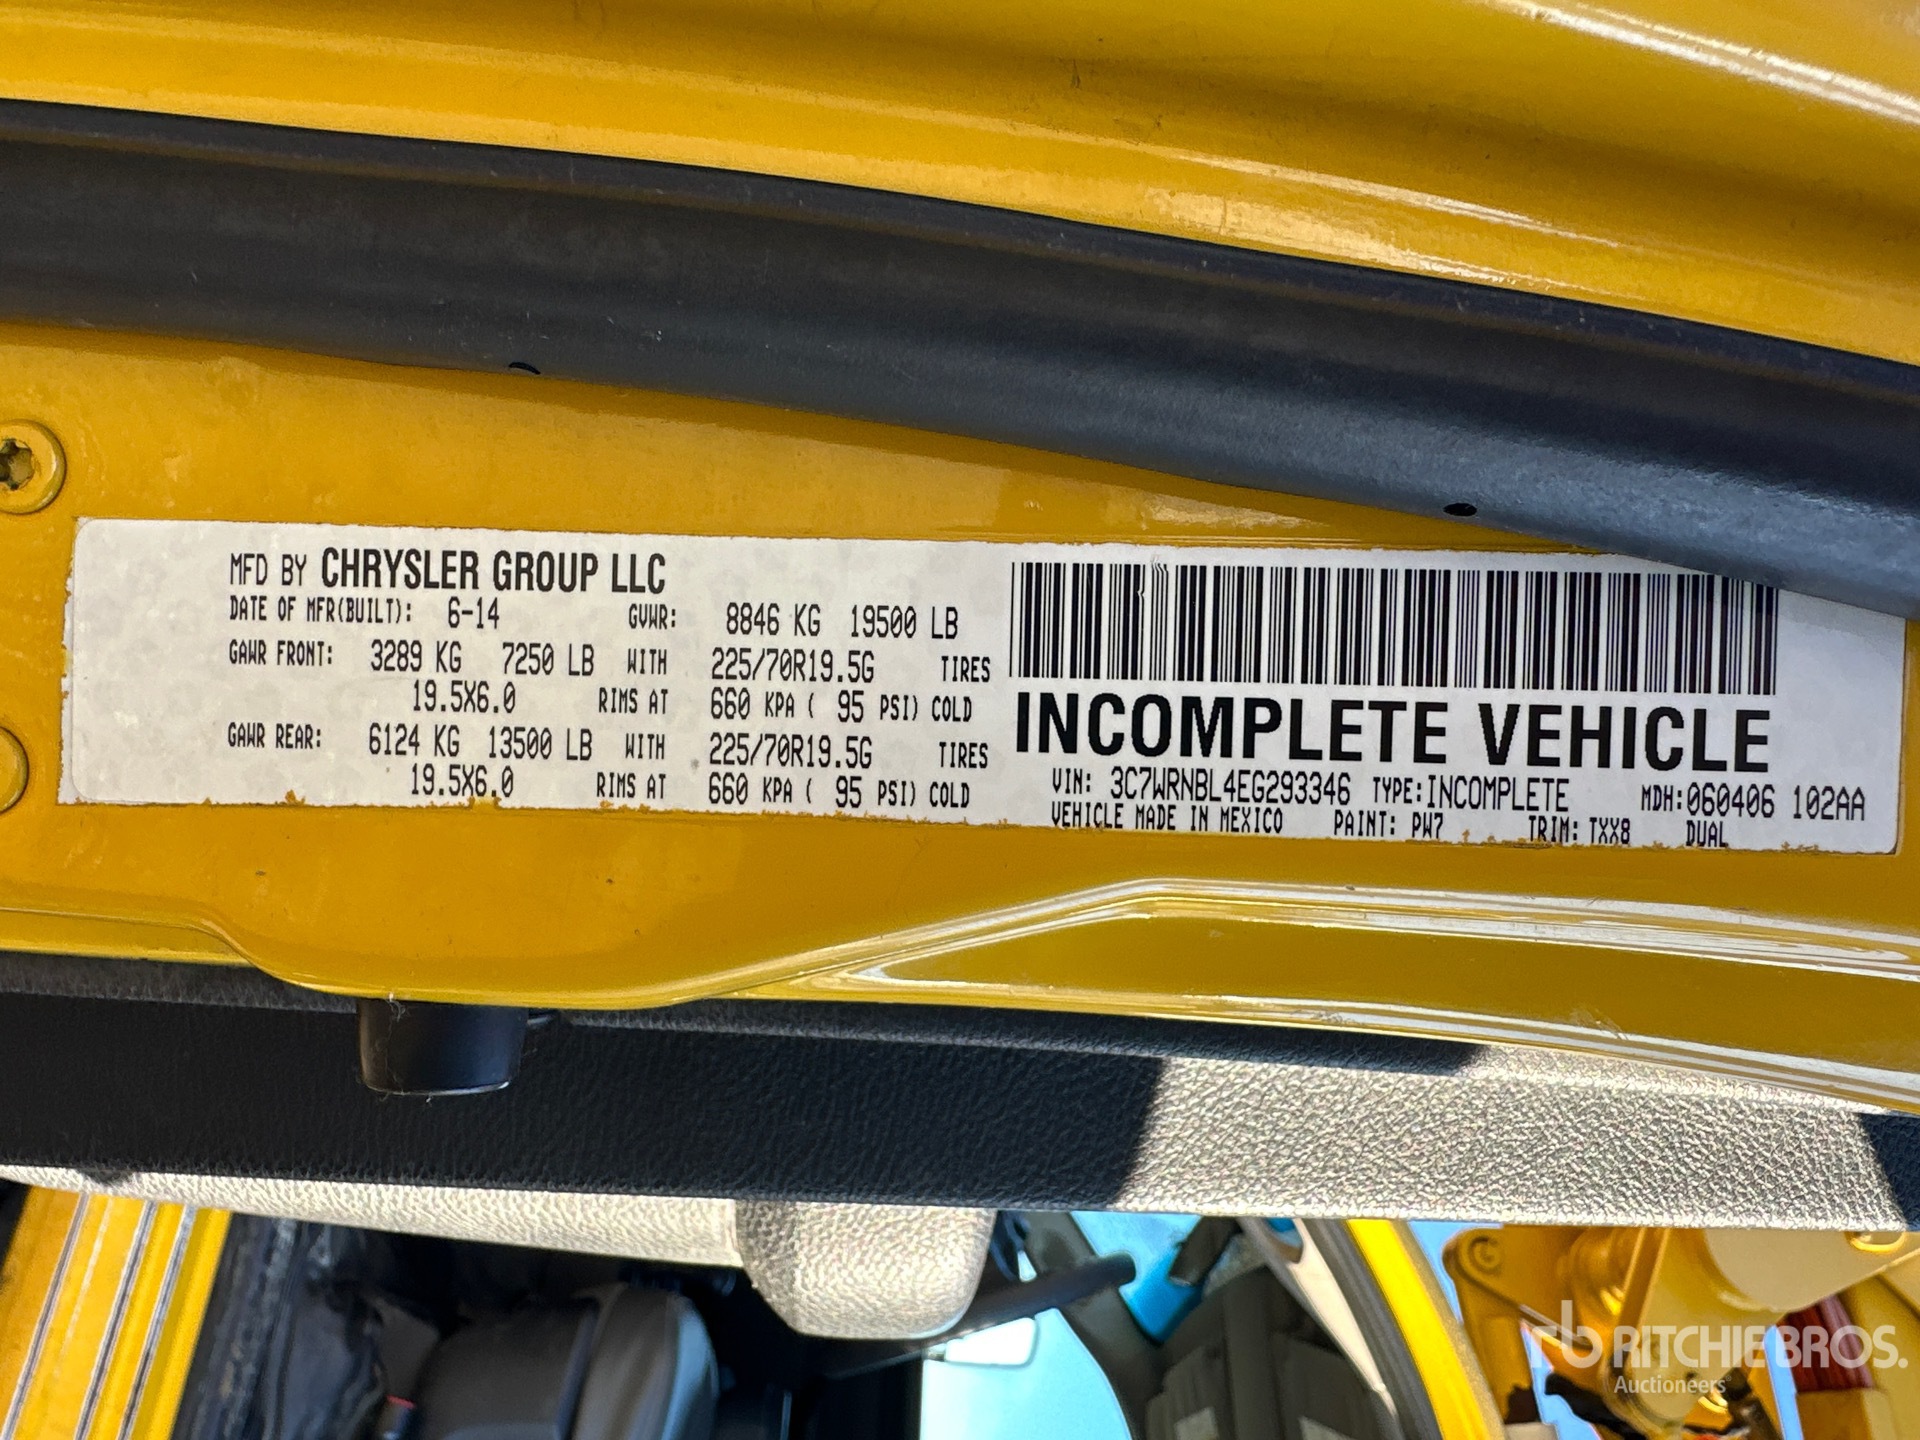 MFD BY CHRYSLER GROUP LLC
DATE OF MFR(BUILT): 6-14 GVWR: 8846 KG 19500 LB
GAWR FRONT: 3289 KG 7250 LB WITH 225/70R19.5G TIRES
19.5X6.0 RIMS AT 660 KPA ( 95 PSI) COLD
GAWR REAR: 6124 KG 13500 LB WITH 225/70R19.5G TIRES
19.5X6.0 RIMS AT 660 KPA ( 95 PSI) COLD
INCOMPLETE VEHICLE
VIN: 3C7WRNBL4EG293346 TYPE: INCOMPLETE MDH: 060406 102AA
VEHICLE MADE IN MEXICO PAINT: PW7 TRIM: TXX8 DUAL
rb RITCHIE BROS.
Auctioneers